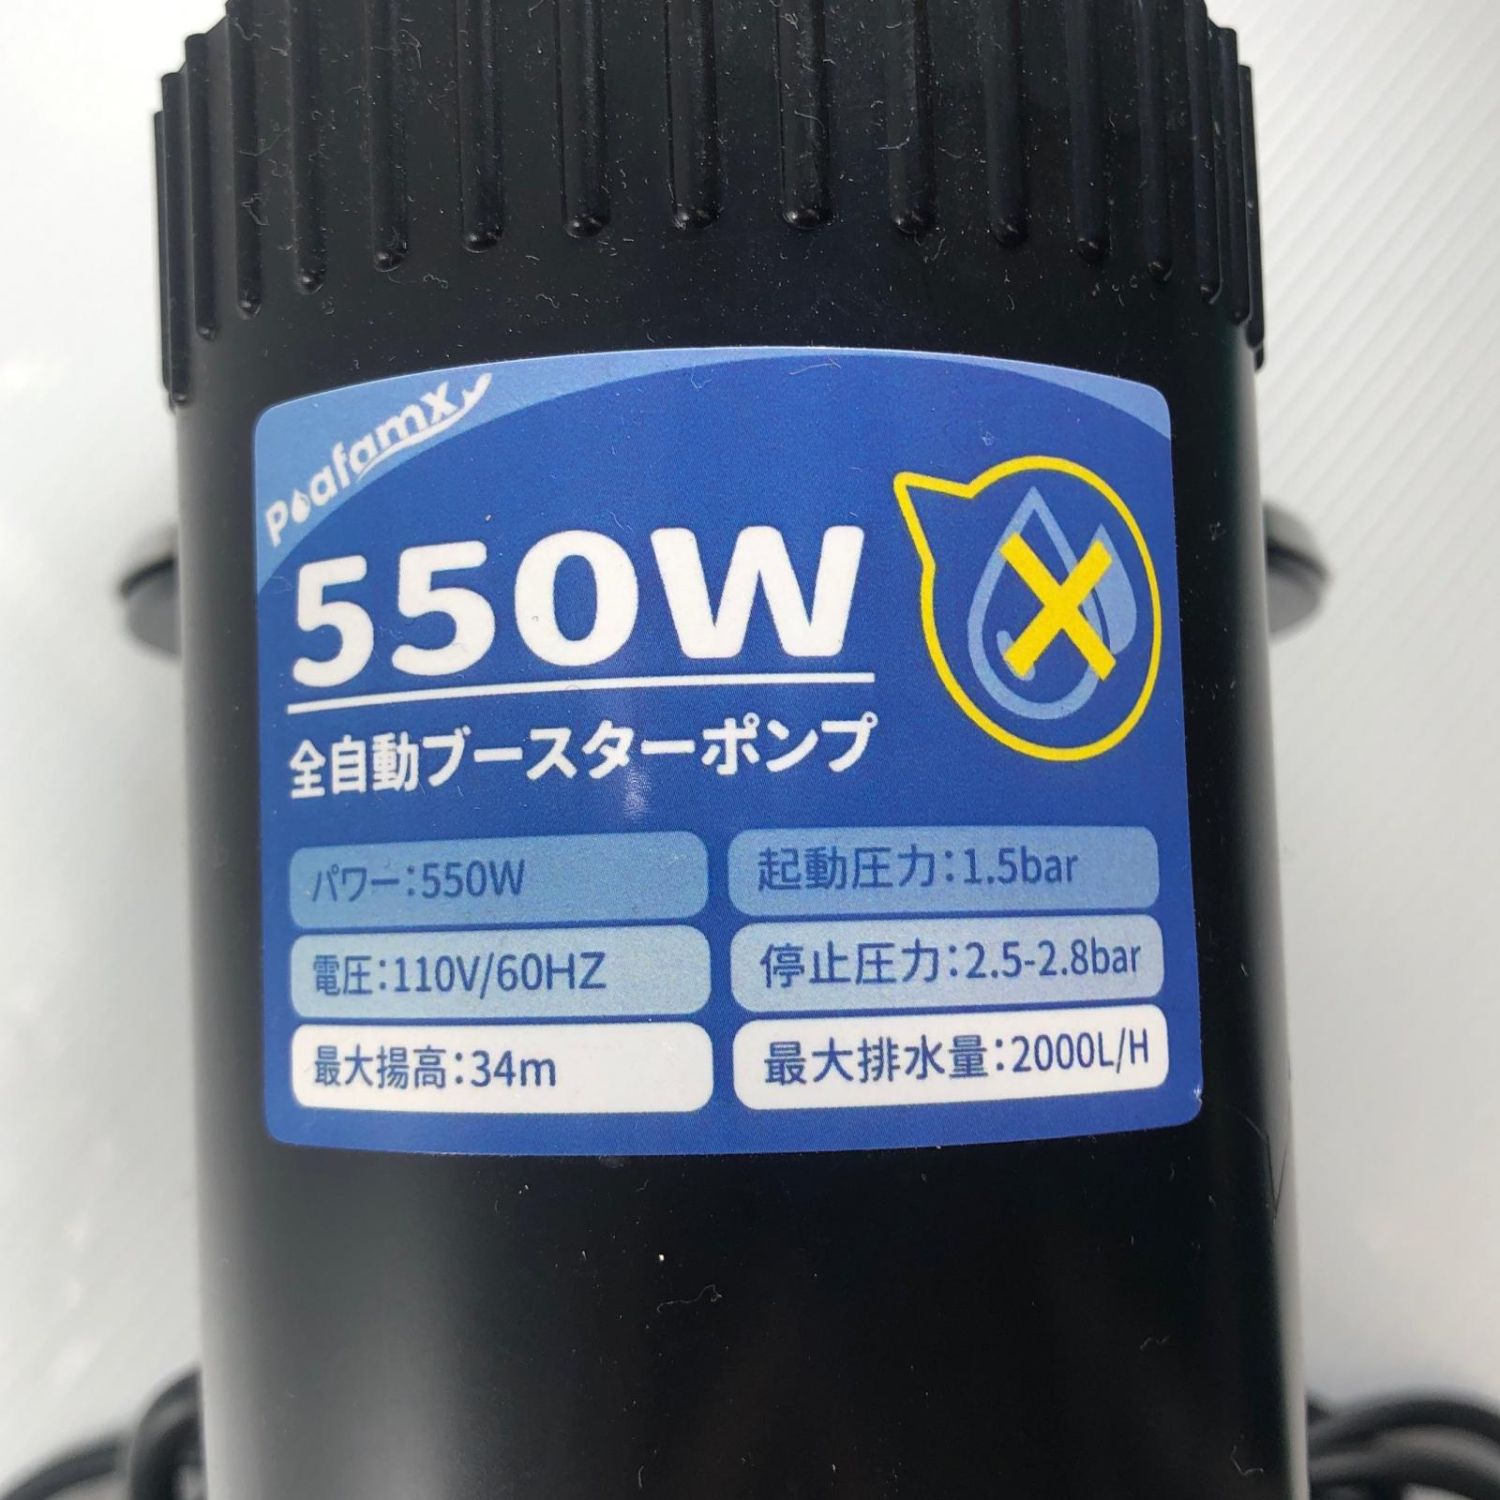 Poafamx
550W
全自動ブースターポンプ
パワー:550W
起動圧力:1.5bar
電圧:110V/60HZ
停止圧力:2.5-2.8bar
最大揚高:34m
最大排水量:2000L/H